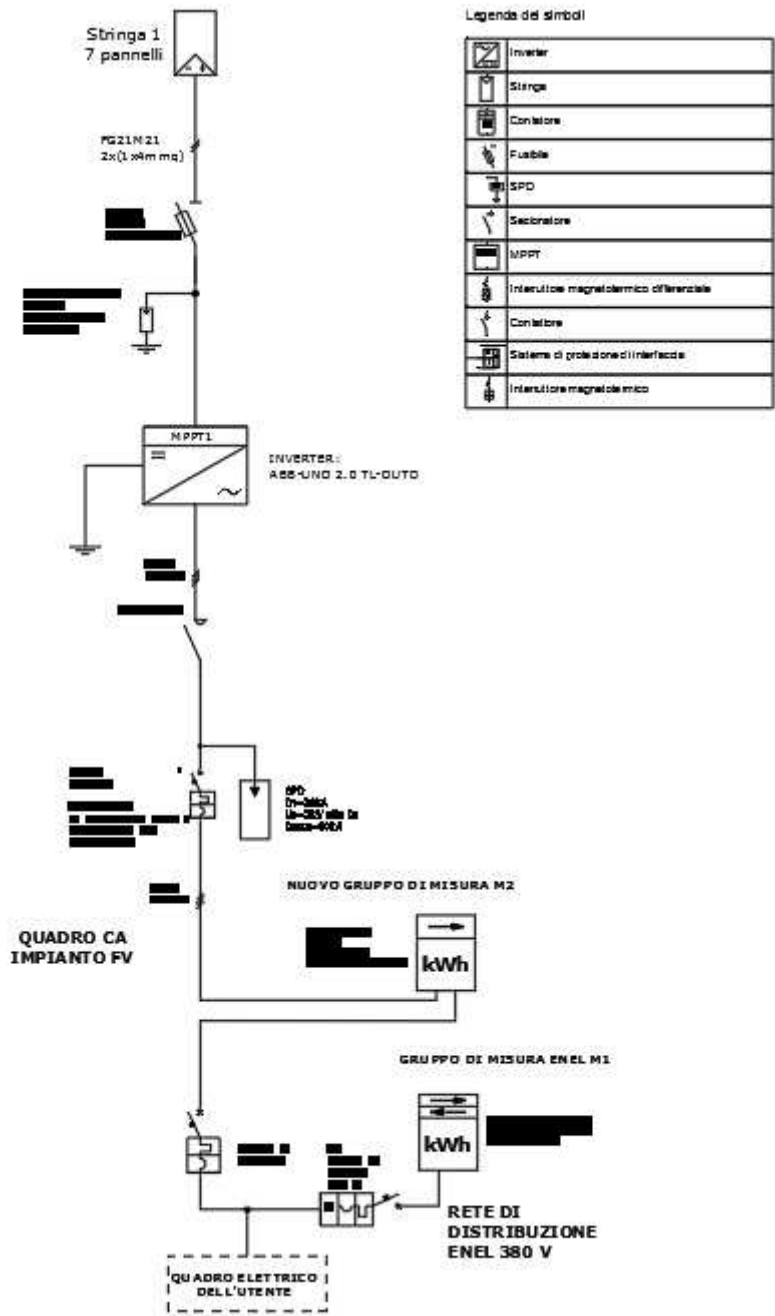 Stringa 1
7 pannelli
FG21M21
2x(1x4mmq)
MPPT1
INVERTER:
ABB-UNO 2.0 TL-OUTD
SPD
NUOVO GRUPPO DI MISURA M2
kWh
QUADRO CA
IMPIANTO FV
GRUPPO DI MISURA ENEL M1
kWh
RETE DI
DISTRIBUZIONE
ENEL 380 V
QUADRO ELETTRICO
DELL'UTENTE
Legenda dei simboli
Inverter
Stringa
Contatore
Fusibile
SPD
Sezionatore
MPPT
Interruttore magnetotermico differenziale
Contattore
Sistema di protezione di interfaccia
Interruttore magnetotermico